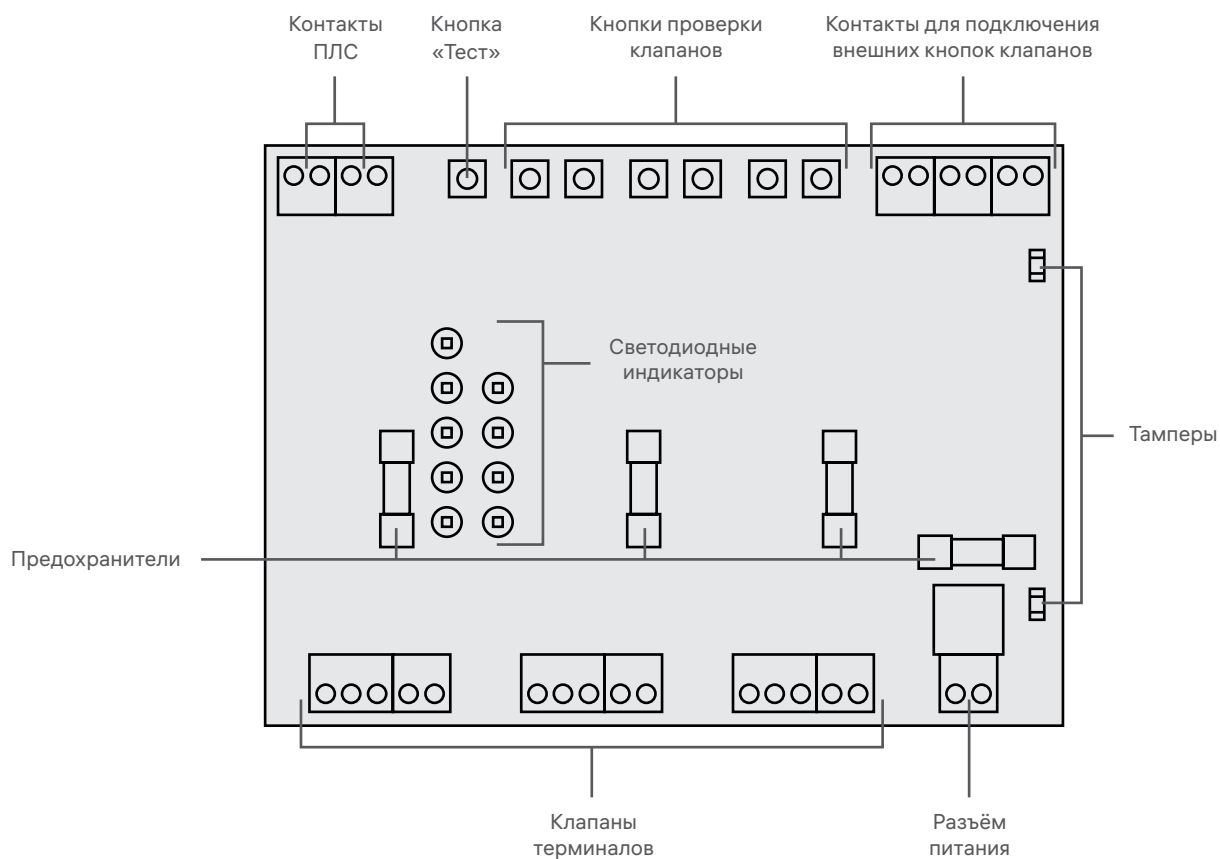 Контакты
ПЛС
Кнопка
«Тест»
Кнопки проверки
клапанов
Контакты для подключения
внешних кнопок клапанов
Светодиодные
индикаторы
Тамперы
Предохранители
Клапаны
терминалов
Разъём
питания